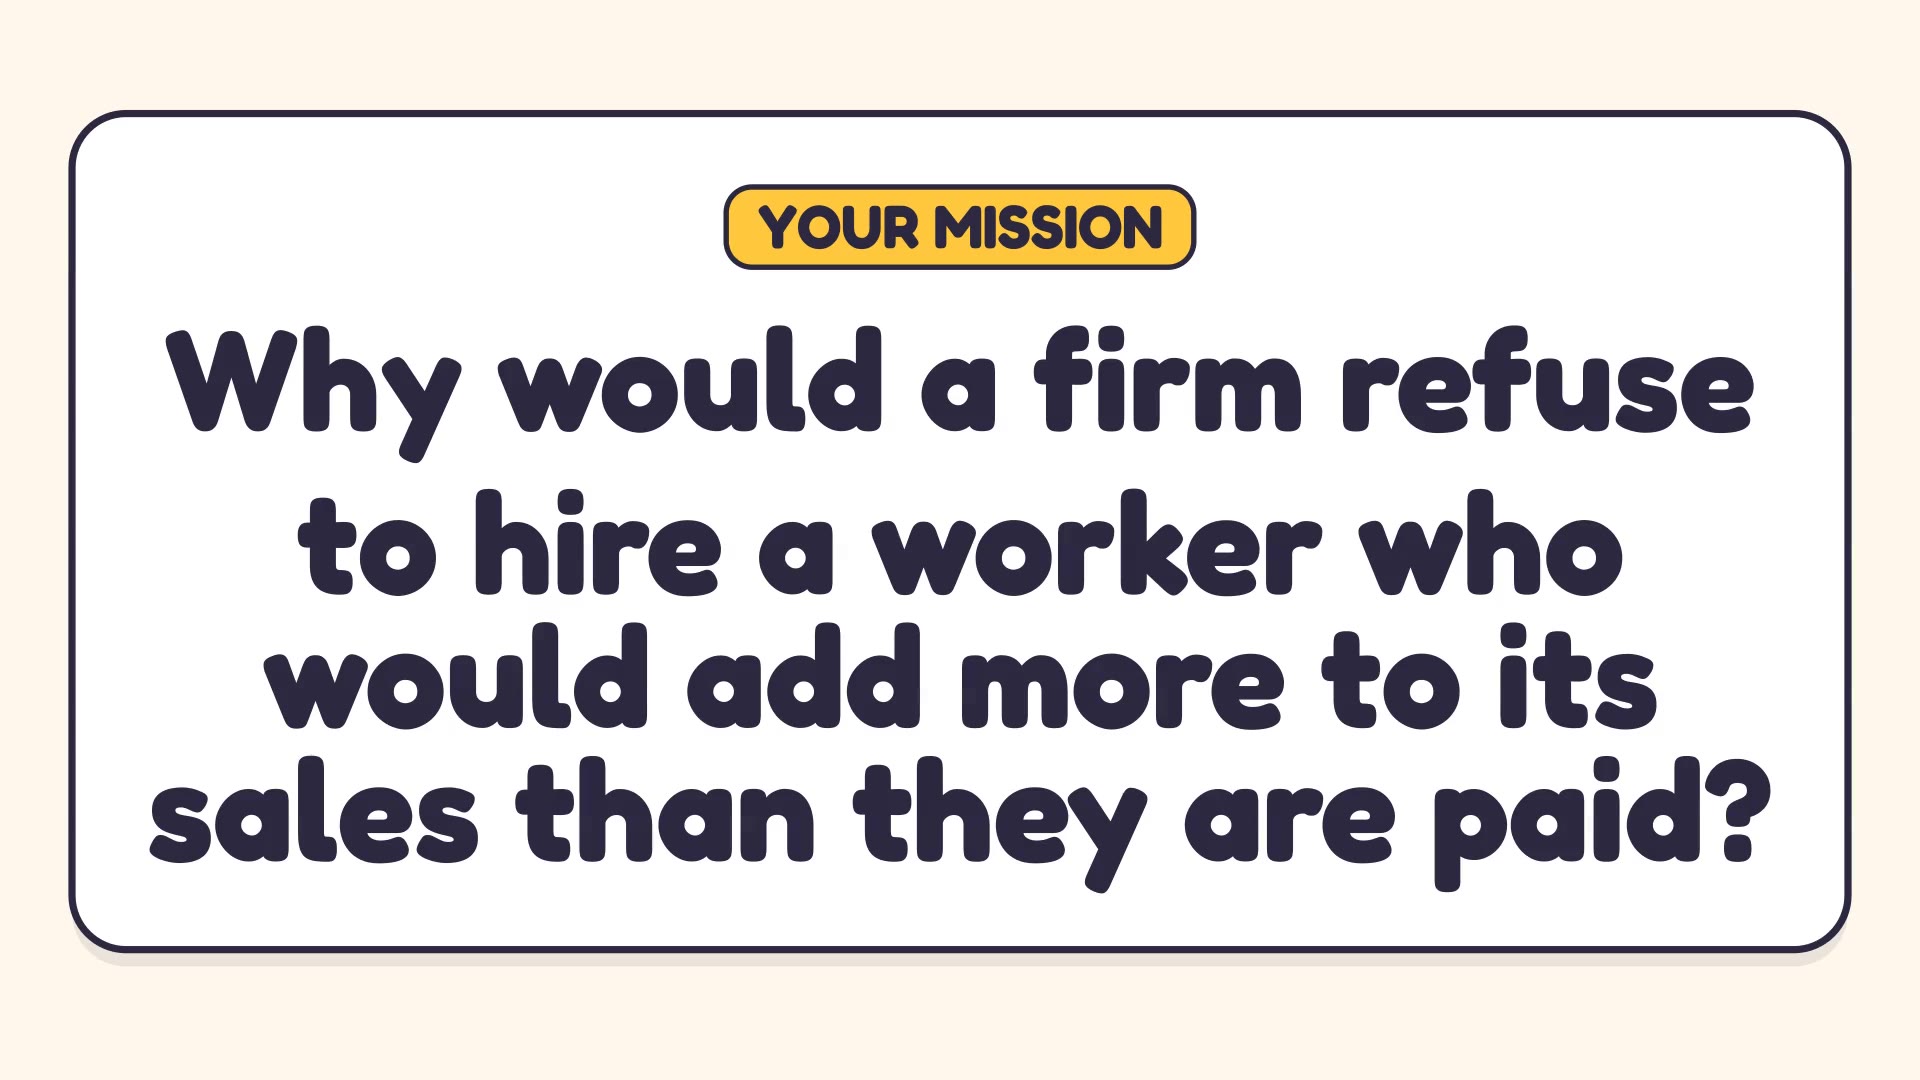 YOUR MISSION
Why would a firm refuse
to hire a worker who
would add more to its
sales than they are paid?